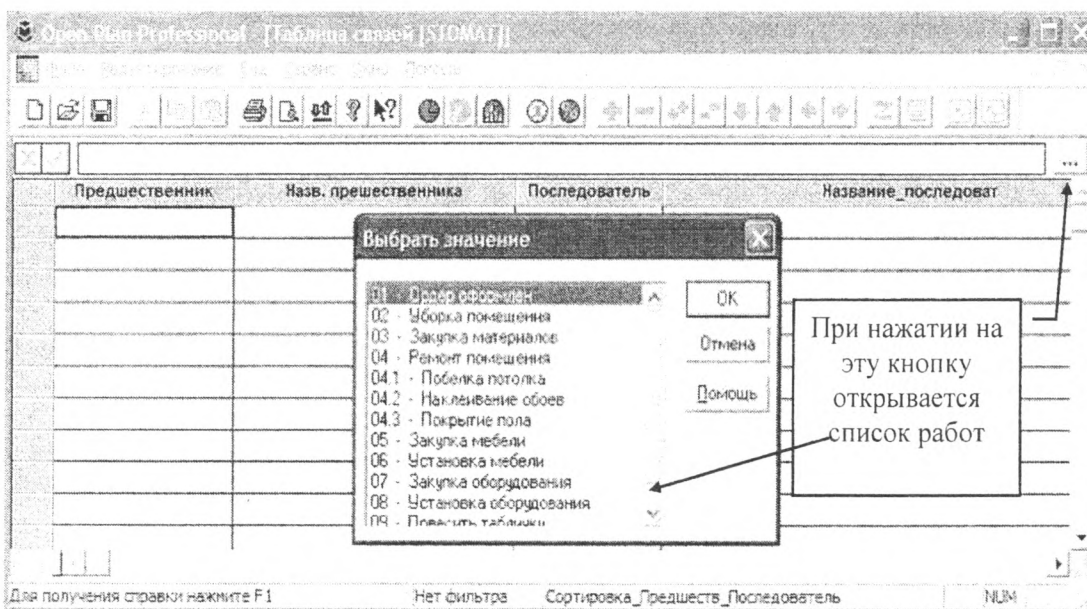 Open Plan Professional - [Таблица связей [STOMAT]]
Предшественник Назв. прешественника Последователь Название_последоват
Выбрать значение
01 - Ордер оформлен
02 - Уборка помещения
03 - Закупка материалов
04 - Ремонт помещения
04.1 - Побелка потолка
04.2 - Наклеивание обоев
04.3 - Покрытие пола
05 - Закупка мебели
06 - Установка мебели
07 - Закупка оборудования
08 - Установка оборудования
09 - Повесить таблички
OK
Отмена
Помощь
При нажатии на
эту кнопку
открывается
список работ
Для получения справки нажмите F1 Нет фильтра Сортировка_Предшеств_Последователь NUM